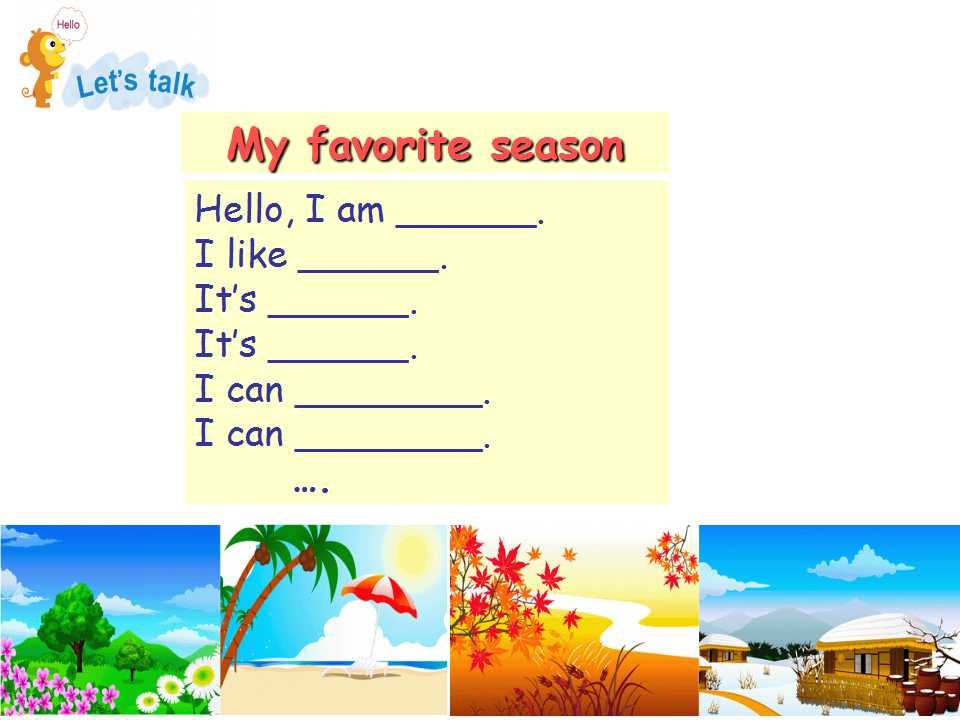 Hello
Let's talk
My favorite season
Hello, I am ______.
I like ______.
It's ______.
It's ______.
I can ________.
I can ________.
….